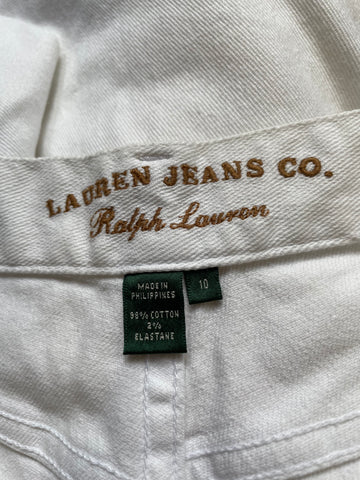 LAUREN JEANS CO.
Ralph Lauren
MADE IN
PHILIPPINES
98% COTTON
2%
ELASTANE
10